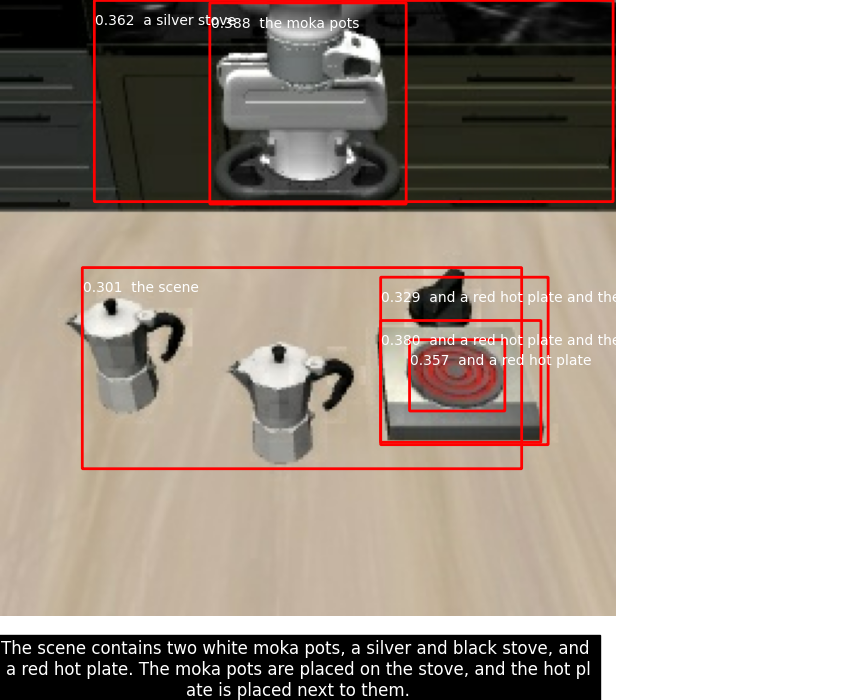 0.362  a silver stove
0.388  the moka pots
0.301  the scene
0.329  and a red hot plate and the
0.380  and a red hot plate and the
0.357  and a red hot plate
The scene contains two white moka pots, a silver and black stove, and
a red hot plate. The moka pots are placed on the stove, and the hot pl
ate is placed next to them.